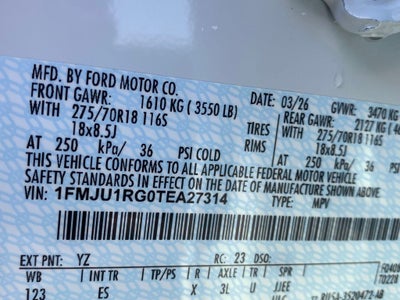 MFD. BY FORD MOTOR CO.
DATE: 03/26 GVWR: 3470 KG
FRONT GAWR: 1610 KG (3550 LB) REAR GAWR: 2127 KG
WITH 275/70R18 116S TIRES WITH 275/70R18 116S
18x8.5J RIMS 18x8.5J
AT 250 kPa/ 36 PSI COLD AT 250 kPa/
THIS VEHICLE CONFORMS TO ALL APPLICABLE FEDERAL MOTOR VEHICLE
SAFETY STANDARDS IN EFFECT ON THE DATE OF MANUFACTURE SHOWN
VIN: 1FMJU1RG0TEA27314 TYPE: MPV
EXT PNT: YZ RC: 23 DSO:
WB INT TR TP/PS R AXLE TR SPR
123 ES X 3L U JJEE